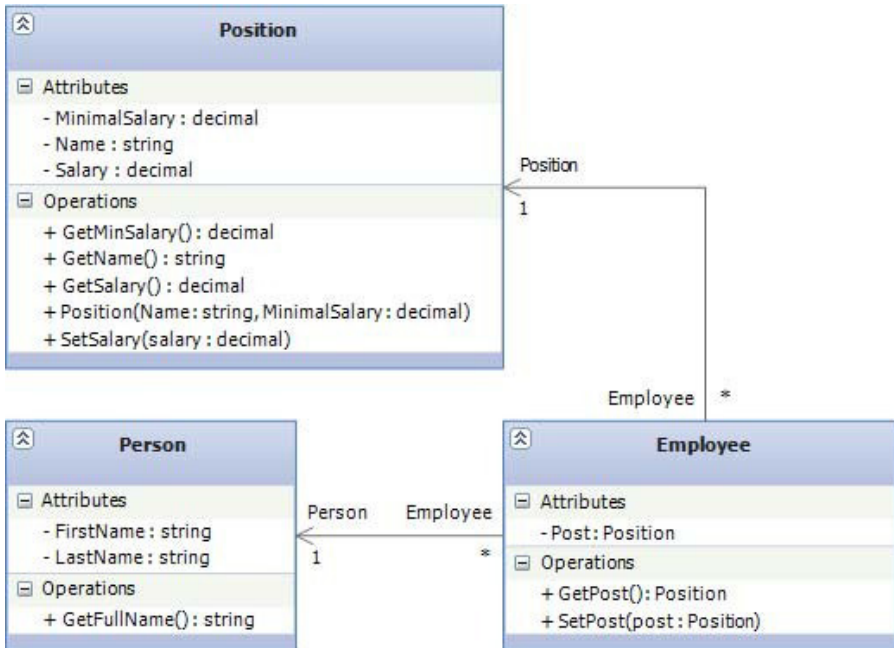 Position
Attributes
- MinimalSalary : decimal
- Name : string
- Salary : decimal
Operations
+ GetMinSalary() : decimal
+ GetName() : string
+ GetSalary() : decimal
+ Position(Name: string, MinimalSalary : decimal)
+ SetSalary(salary : decimal)
Position
1
Employee *
Person
Attributes
- FirstName : string
- LastName : string
Operations
+ GetFullName() : string
Person Employee
1 *
Employee
Attributes
- Post : Position
Operations
+ GetPost() : Position
+ SetPost(post : Position)